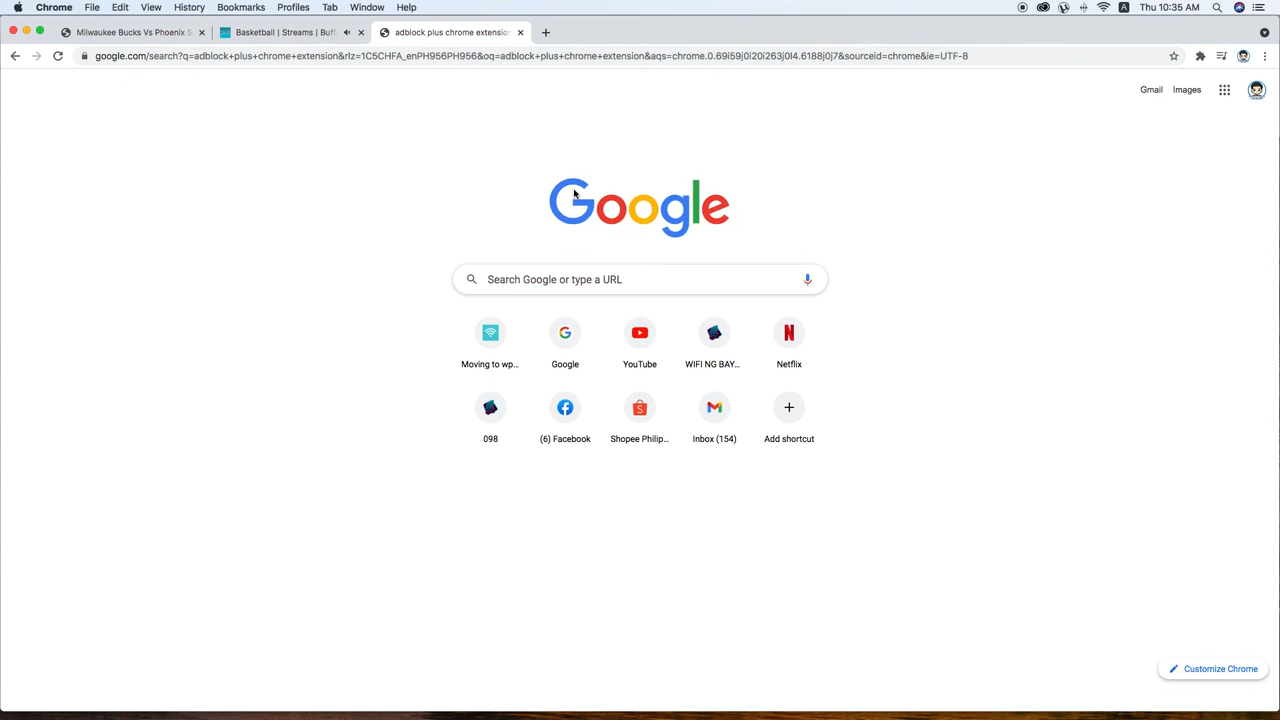 Chrome File Edit View History Bookmarks Profiles Tab Window Help A Thu 10:35 AM
Milwaukee Bucks Vs Phoenix S Basketball | Streams | Buff adblock plus chrome extension
google.com/search?q=adblock+plus+chrome+extension&rlz=1C5CHFA_enPH956PH956&oq=adblock+plus+chrome+extension&aqs=chrome.0.69i59j0i20i263j0l4.6188j0j7&sourceid=chrome&ie=UTF-8
Gmail Images
Google
Search Google or type a URL
Moving to wp... Google YouTube WIFI NG BAY... Netflix
098 (6) Facebook Shopee Philip... Inbox (154) Add shortcut
Customize Chrome